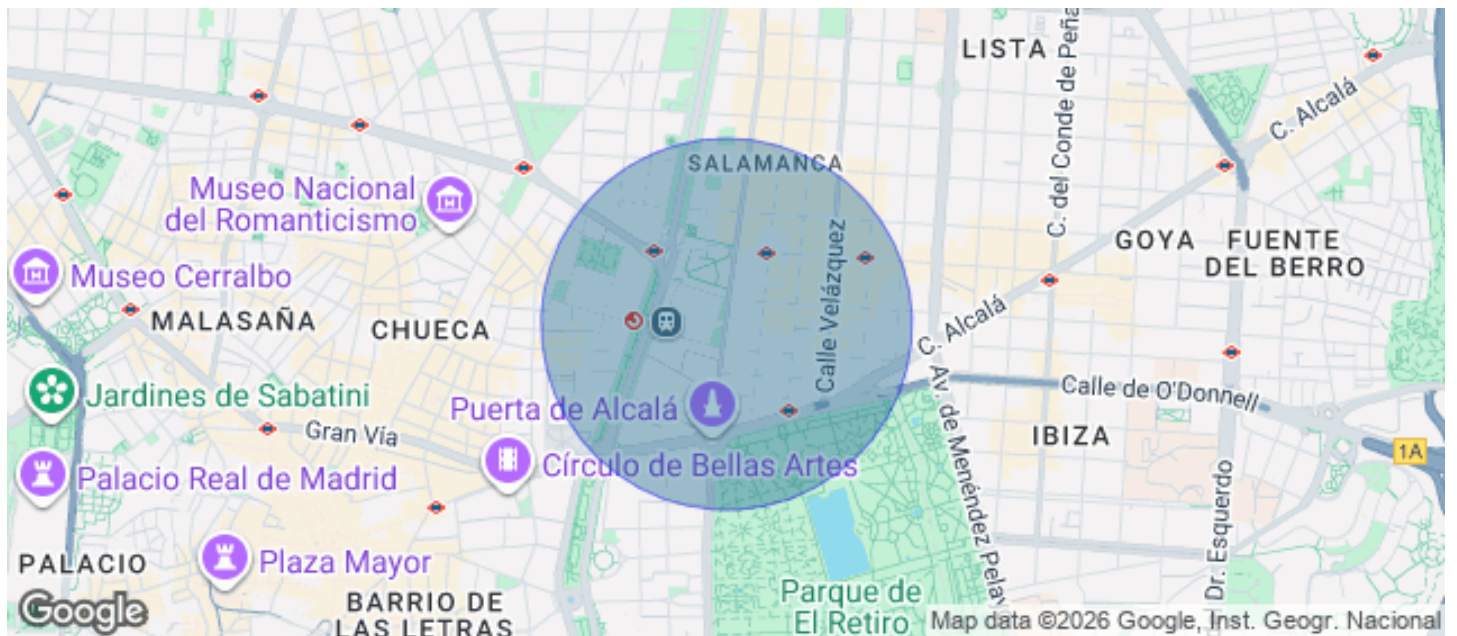 LISTA
C. del Conde de Peña
C. Alcalá
SALAMANCA
Museo Nacional
del Romanticismo
Museo Cerralbo
Calle Velázquez
GOYA
FUENTE
DEL BERRO
MALASAÑA
CHUECA
C. Alcalá
Jardines de Sabatini
Puerta de Alcalá
Calle de O'Donnell
Gran Vía
Av. de Menéndez Pelay
IBIZA
1A
Círculo de Bellas Artes
Palacio Real de Madrid
Dr. Esquerdo
PALACIO
Plaza Mayor
BARRIO DE
LAS LETRAS
Parque de
El Retiro
Google
Map data ©2026 Google, Inst. Geogr. Nacional